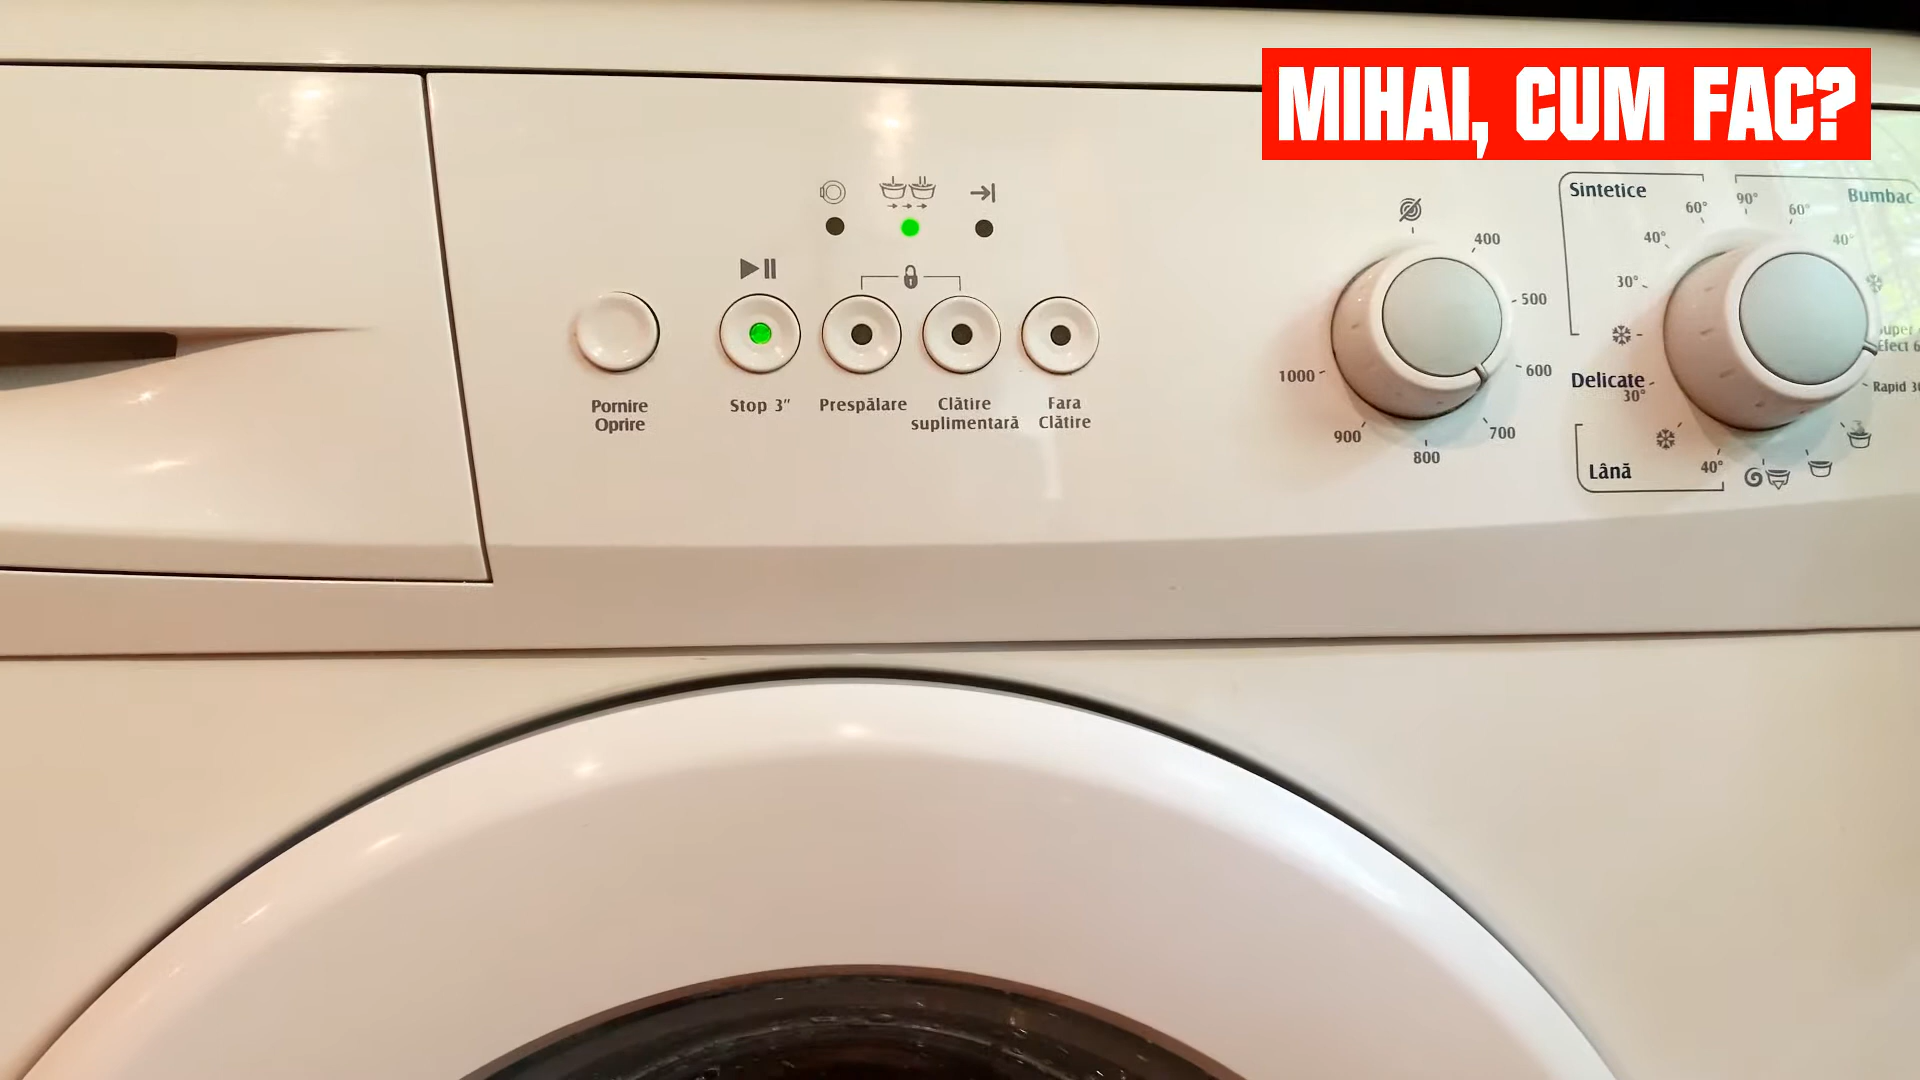 MIHAI, CUM FAC?
Sintetice
Bumbac
60°
90°
60°
40°
40°
30°
Delicate
30°
Lână
40°
Rapid
400
500
600
700
800
900
1000
Pornire
Oprire
Stop 3"
Prespălare
Clătire
suplimentară
Fara
Clătire